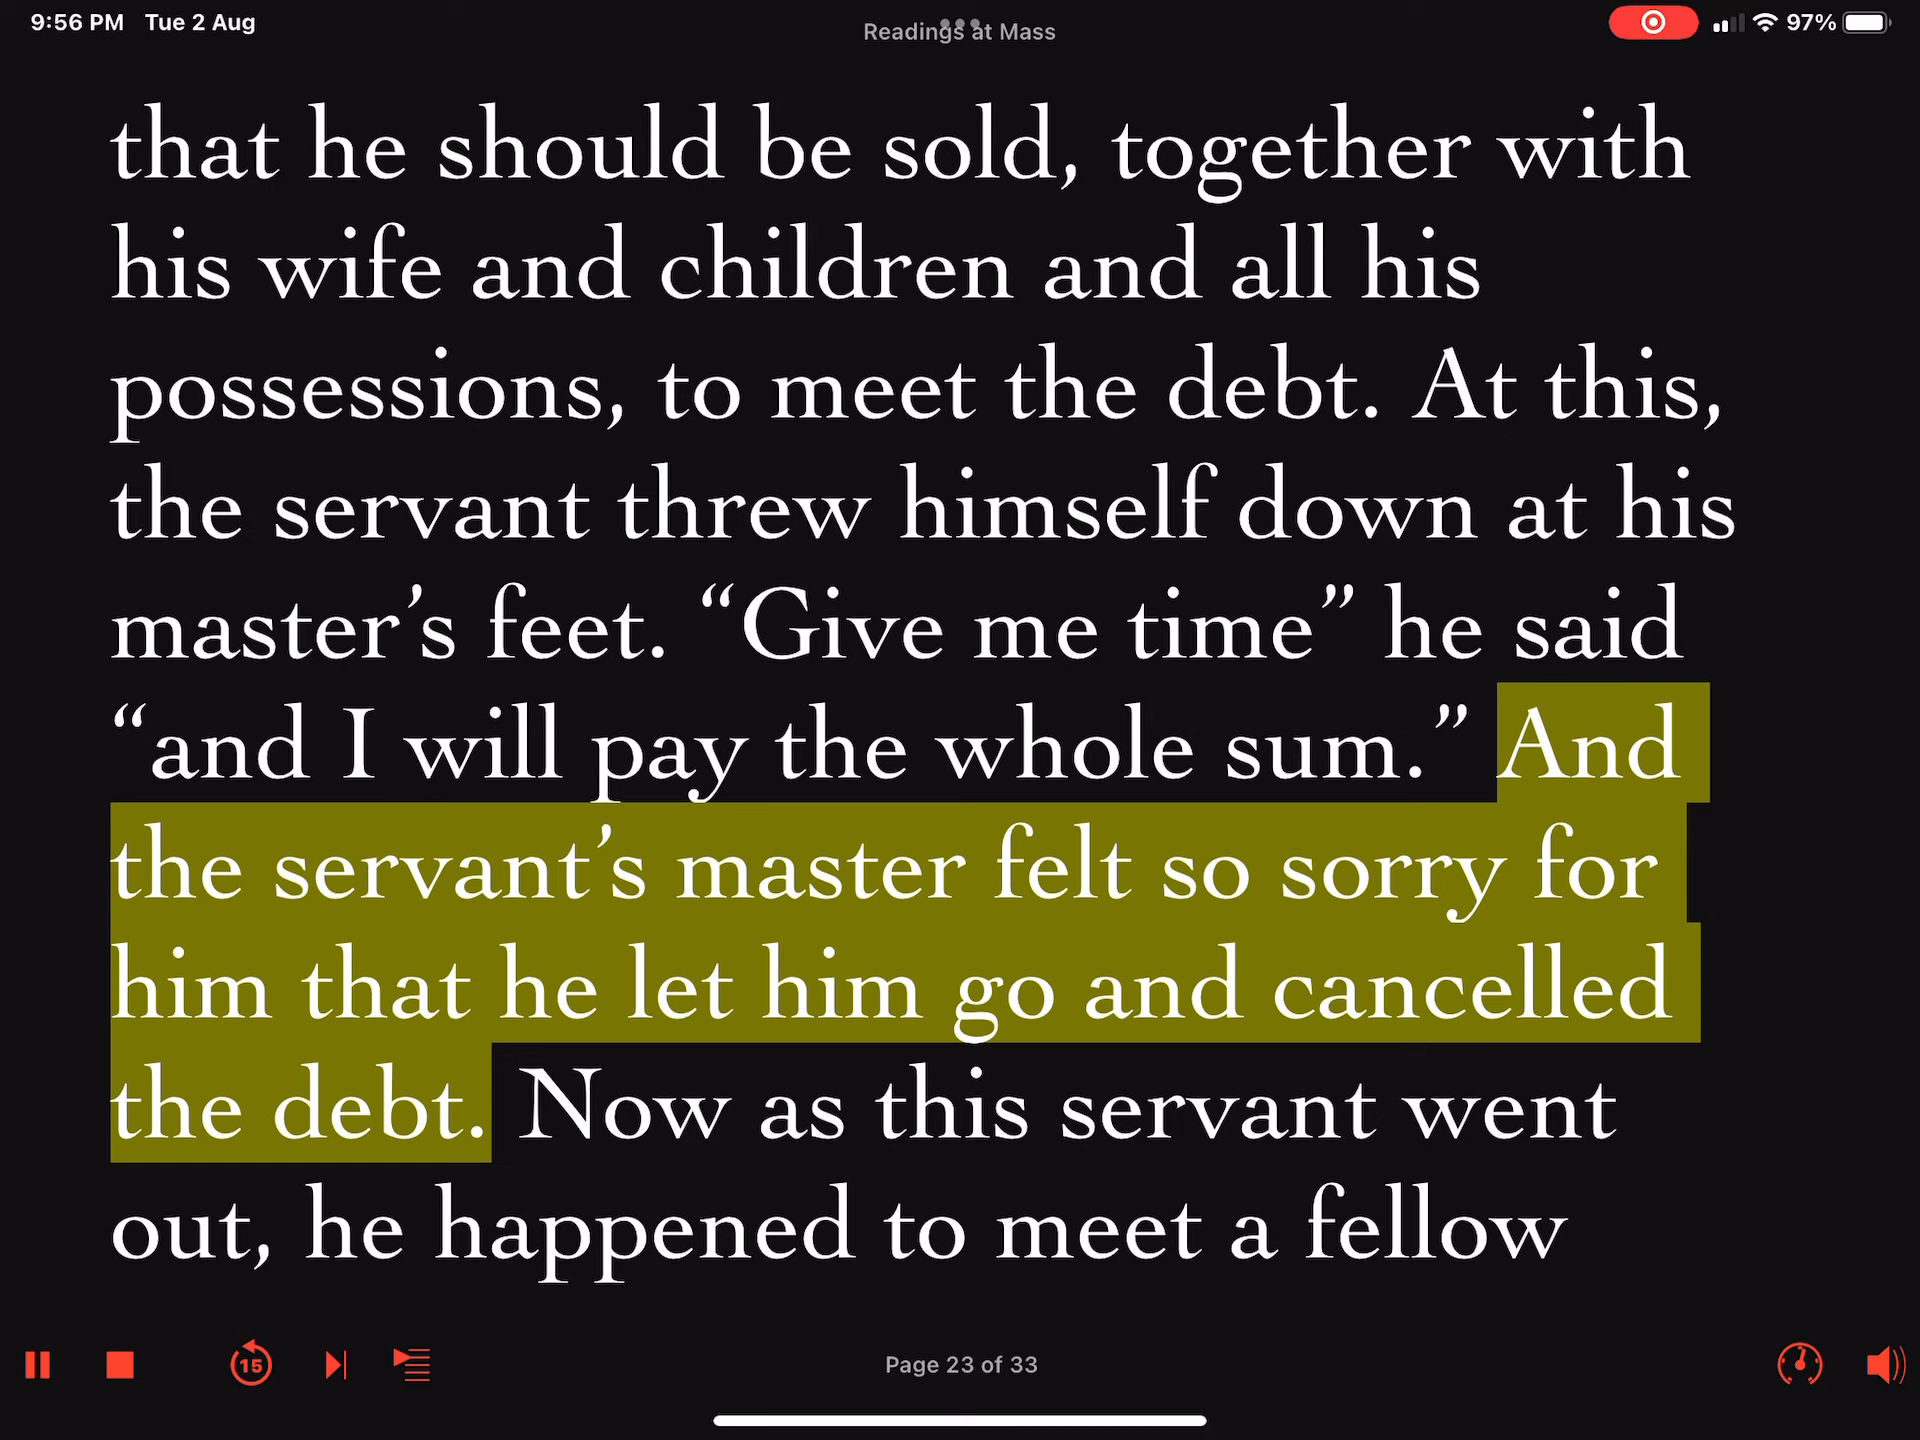 9:56 PM Tue 2 Aug
Readings at Mass
97%
that he should be sold, together with
his wife and children and all his
possessions, to meet the debt. At this,
the servant threw himself down at his
master’s feet. “Give me time” he said
“and I will pay the whole sum.” And
the servant’s master felt so sorry for
him that he let him go and cancelled
the debt. Now as this servant went
out, he happened to meet a fellow
15
Page 23 of 33